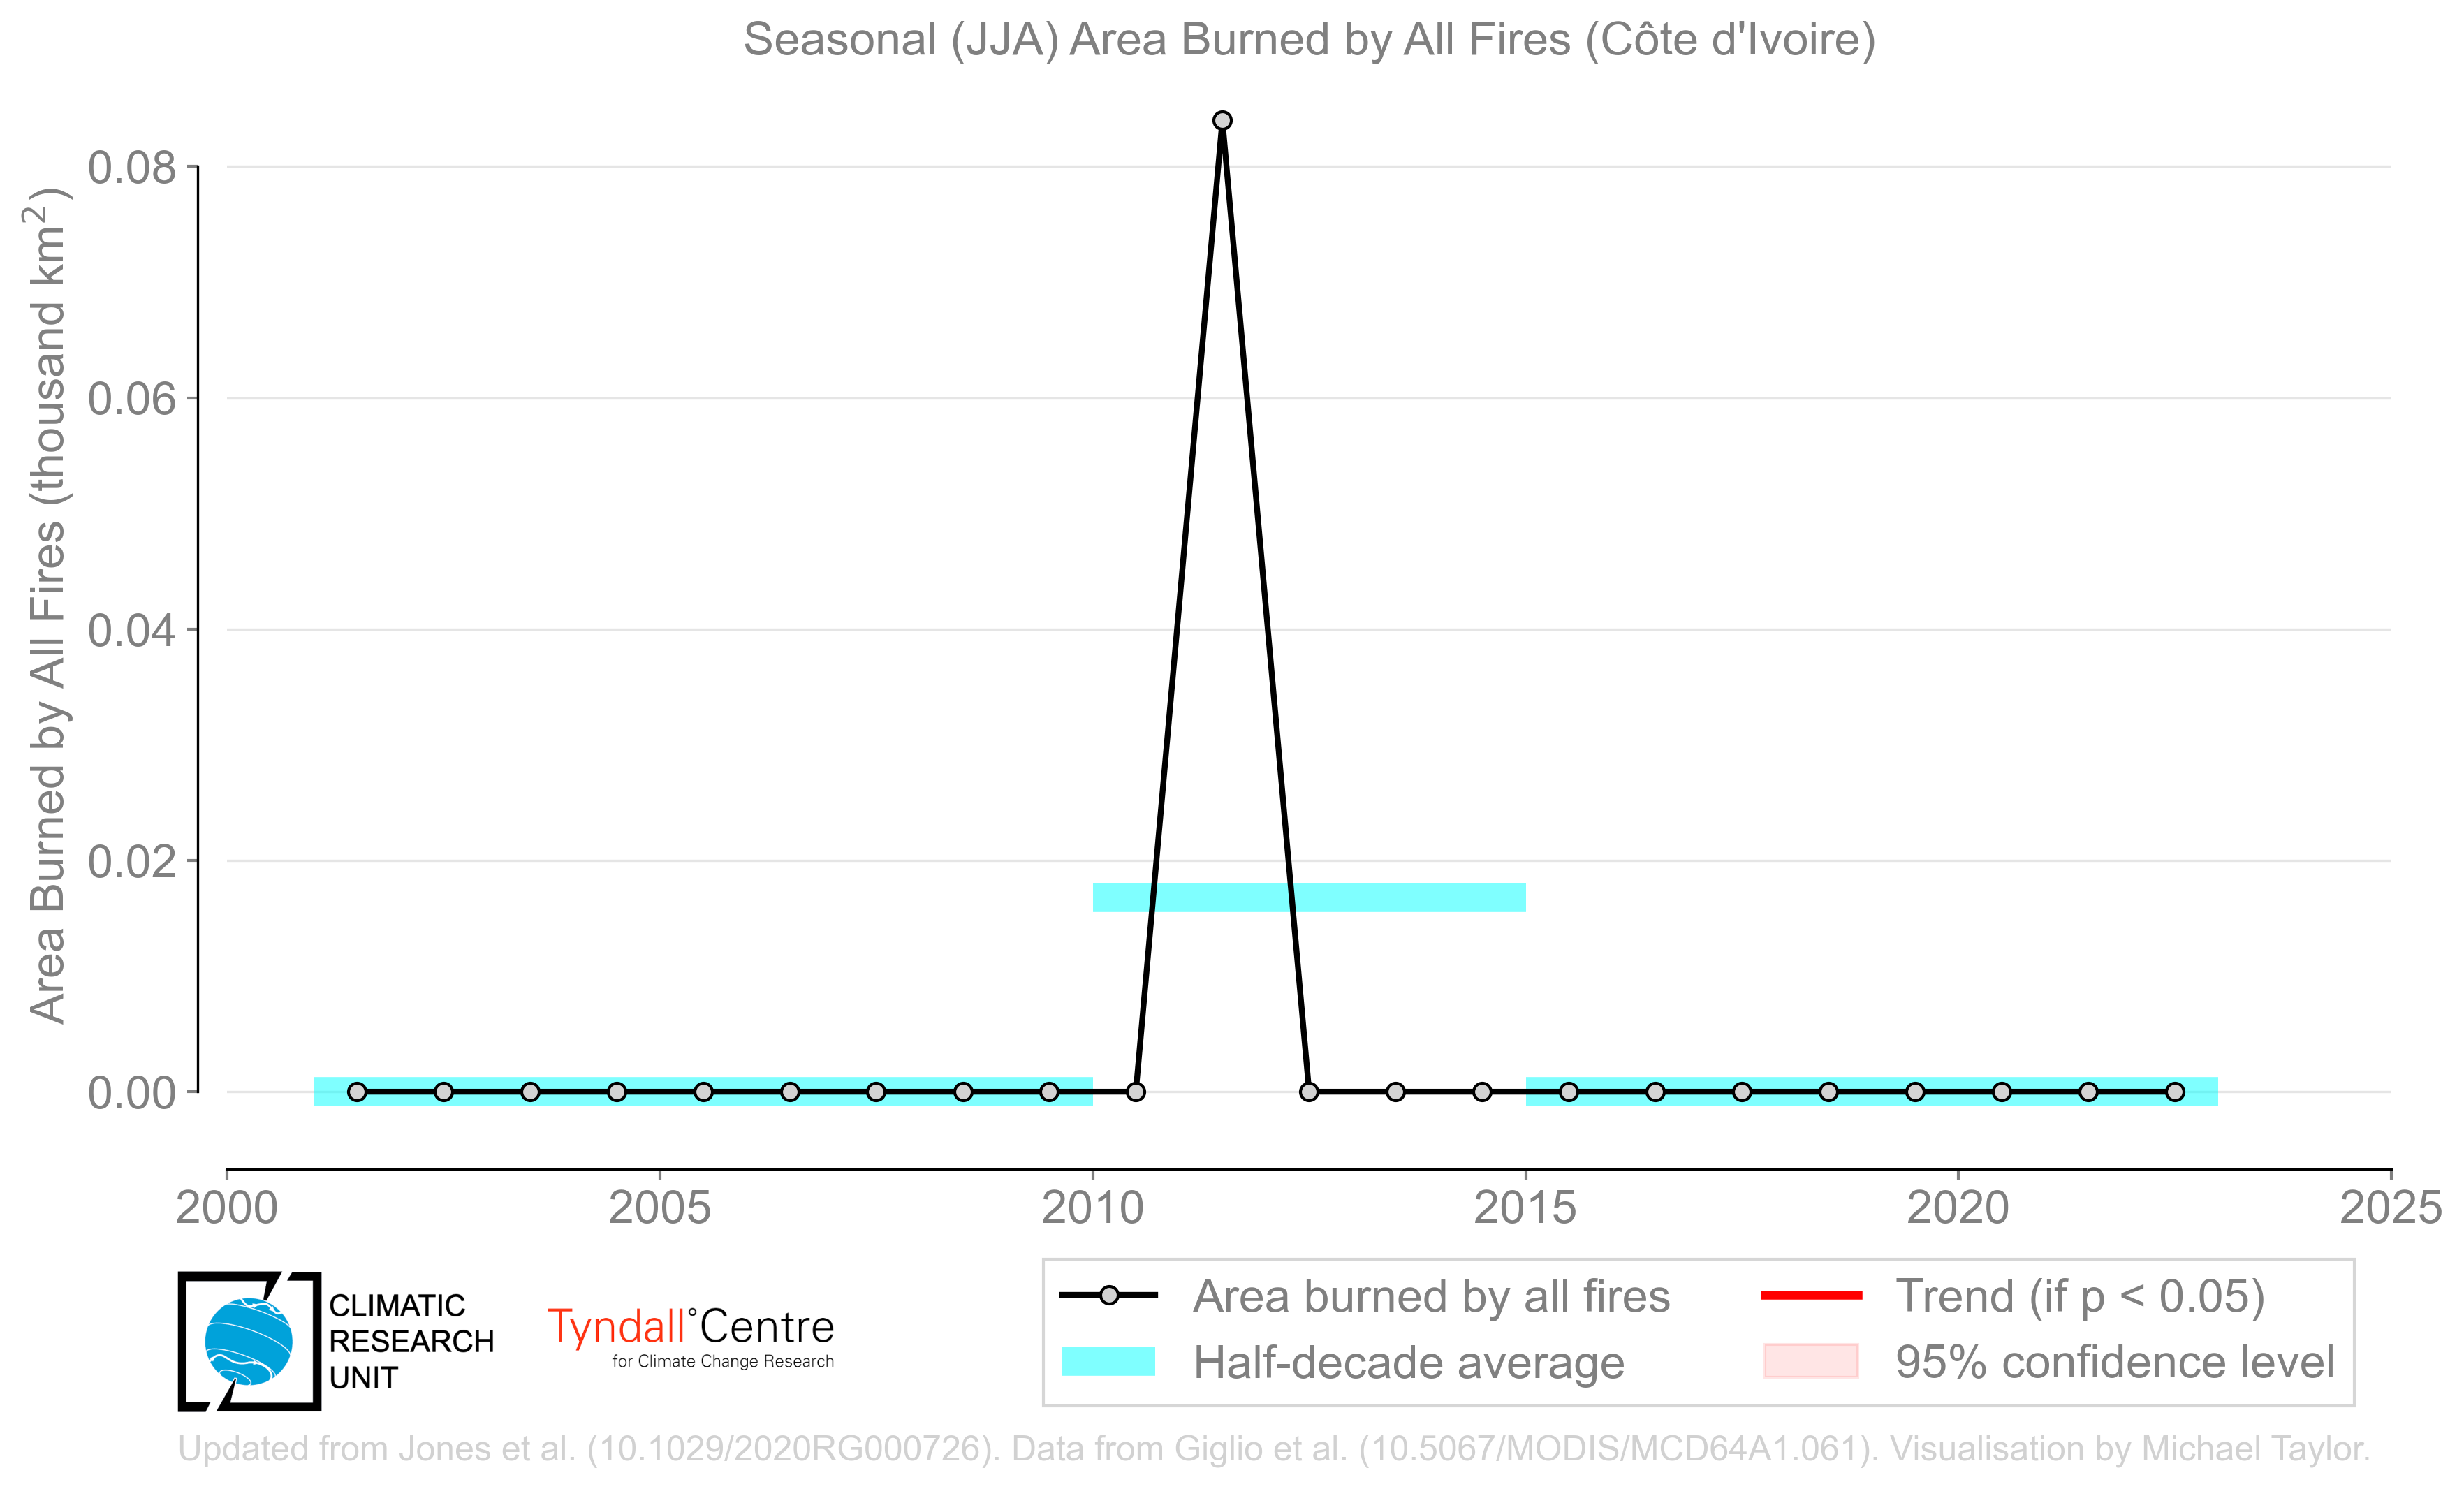 Seasonal (JJA) Area Burned by All Fires (Côte d'Ivoire)
Area Burned by All Fires (thousand km²)
0.08
0.06
0.04
0.02
0.00
2000 2005 2010 2015 2020 2025
CLIMATIC
RESEARCH
UNIT
Tyndall°Centre
for Climate Change Research
Area burned by all fires
Half-decade average
Trend (if p < 0.05)
95% confidence level
Updated from Jones et al. (10.1029/2020RG000726). Data from Giglio et al. (10.5067/MODIS/MCD64A1.061). Visualisation by Michael Taylor.